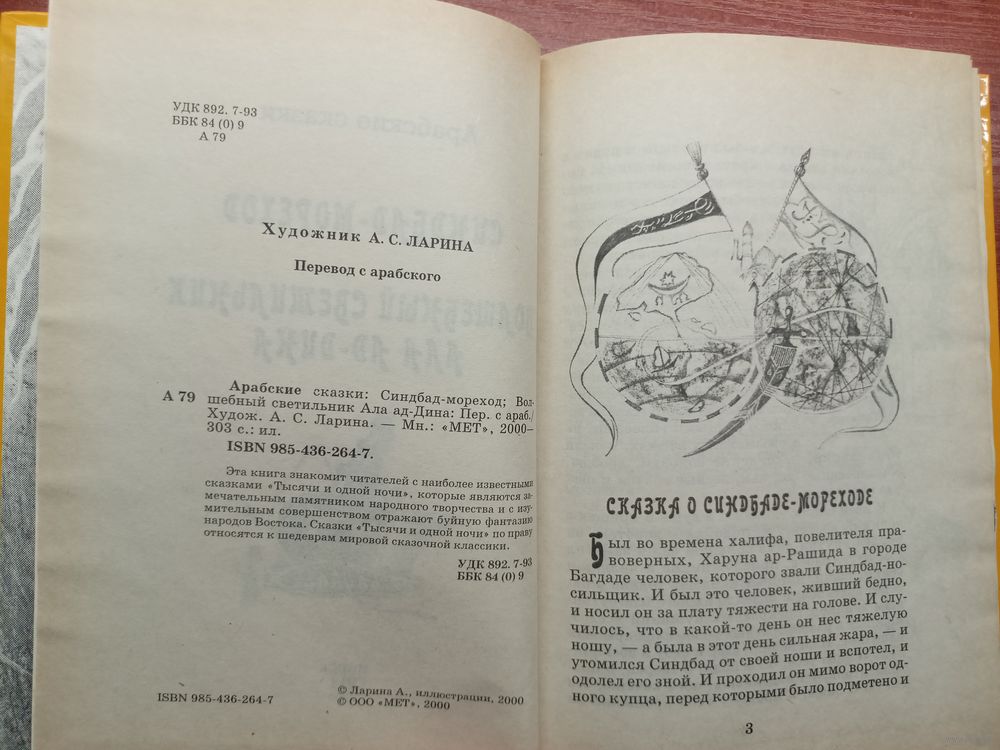 УДК 892. 7-93
ББК 84 (0) 9
А 79
Художник А. С. ЛАРИНА
Перевод с арабского
А 79
Арабские сказки: Синдбад-мореход; Вол-
шебный светильник Ала ад-Дина: Пер. с араб./
Худож. А. С. Ларина. — Мн.: «МЕТ», 2000—
303 с.: ил.
ISBN 985-436-264-7.
Эта книга знакомит читателей с наиболее известными
сказками «Тысячи и одной ночи», которые являются за-
мечательным памятником народного творчества и с изу-
мительным совершенством отражают буйную фантазию
народов Востока. Сказки «Тысячи и одной ночи» по праву
относятся к шедеврам мировой сказочной классики.
УДК 892. 7-93
ББК 84 (0) 9
ISBN 985-436-264-7
© Ларина А., иллюстрации, 2000
© ООО «МЕТ», 2000
СКАЗКА О СИНДБАДЕ-МОРЕХОДЕ
Был во времена халифа, повелителя пра-
воверных, Харуна ар-Рашида в городе
Багдаде человек, которого звали Синдбад-но-
сильщик. И был это человек, живший бедно,
и носил он за плату тяжести на голове. И слу-
чилось, что в какой-то день он нес тяжелую
ношу, — а была в этот день сильная жара, — и
утомился Синдбад от своей ноши и вспотел, и
одолел его зной. И проходил он мимо ворот од-
ного купца, перед которыми было подметено и
3